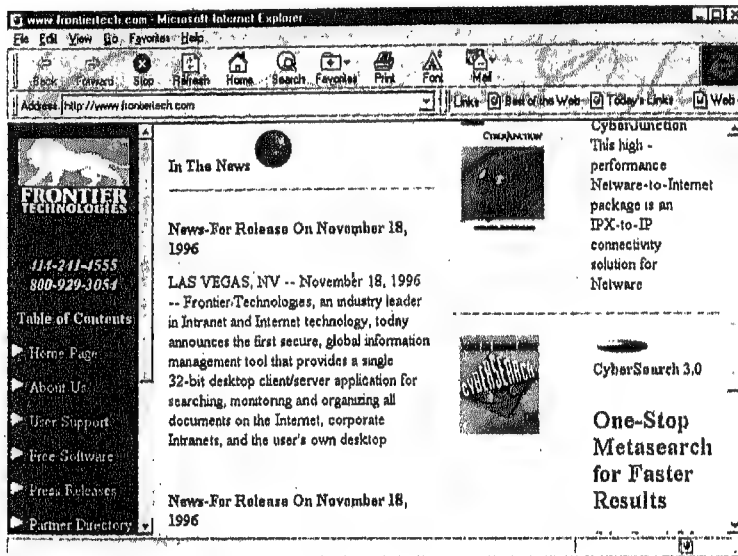 www.frontiertech.com - Microsoft Internet Explorer
File Edit View Go Favorites Help
Back Forward Stop Refresh Home Search Favorites Print Font Mail
Address http://www.frontiertech.com Links Best of the Web Today's Links Web
FRONTIER
TECHNOLOGIES
414-241-4555
800-929-3054
Table of Contents
Home Page
About Us
User Support
Free Software
Press Releases
Partner Directory
In The News
News-For Release On November 18,
1996
LAS VEGAS, NV -- November 18, 1996
-- Frontier Technologies, an industry leader
in Intranet and Internet technology, today
announces the first secure, global information
management tool that provides a single
32-bit desktop client/server application for
searching, monitoring and organizing all
documents on the Internet, corporate
Intranets, and the user's own desktop
News-For Release On November 18,
1996
CYBERJUNCTION
CyberJunction
This high -
performance
Netware-to-Internet
package is an
IPX-to-IP
connectivity
solution for
Netware
CYBERSEARCH
CyberSearch 3.0
One-Stop
Metasearch
for Faster
Results